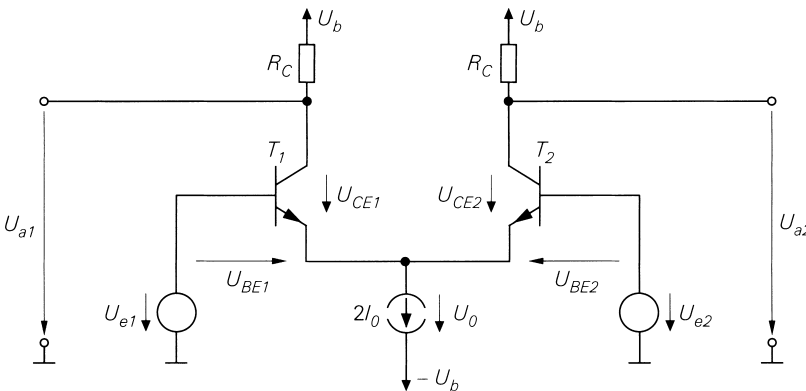 U_b U_b
R_C R_C
T_1 T_2
U_CE1 U_CE2
U_a1 U_a2
U_BE1 U_BE2
U_e1 2I_0 U_0 U_e2
– U_b